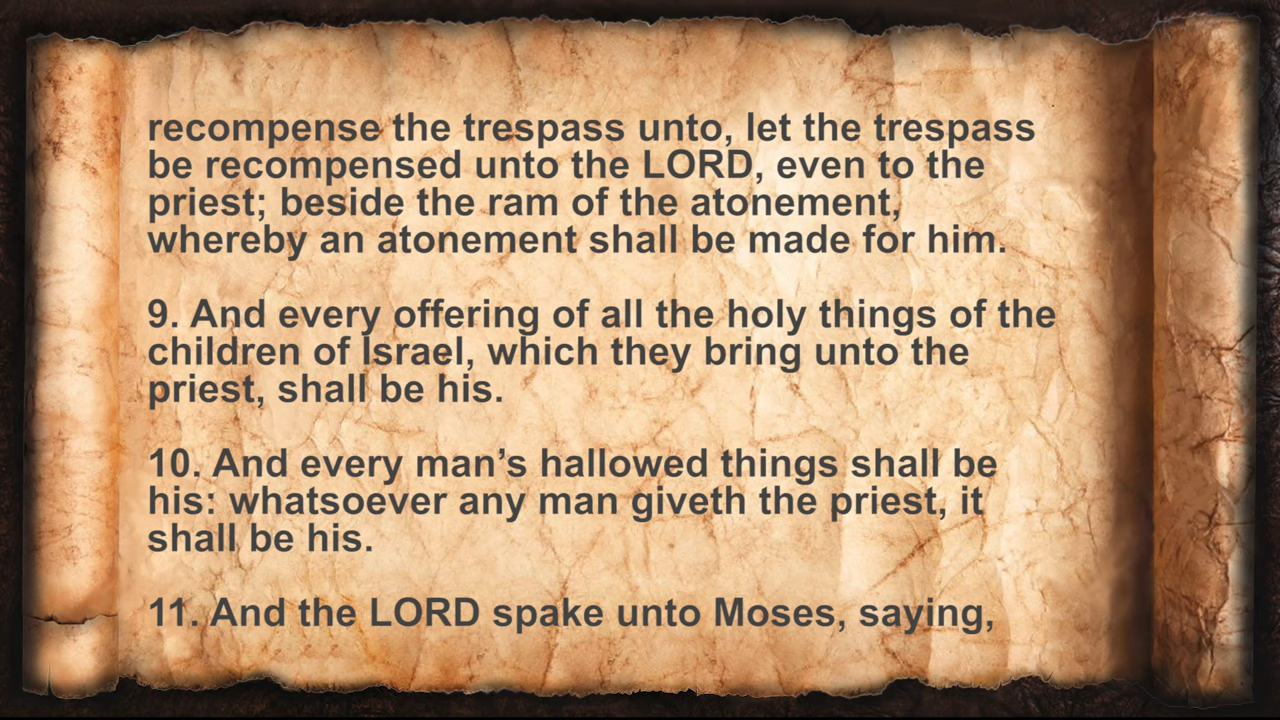 recompense the trespass unto, let the trespass
be recompensed unto the LORD, even to the
priest; beside the ram of the atonement,
whereby an atonement shall be made for him.
9. And every offering of all the holy things of the
children of Israel, which they bring unto the
priest, shall be his.
10. And every man’s hallowed things shall be
his: whatsoever any man giveth the priest, it
shall be his.
11. And the LORD spake unto Moses, saying,